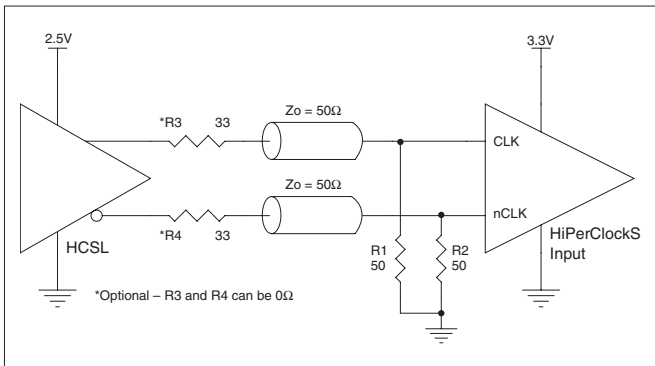 2.5V
3.3V
*R3 33
Zo = 50Ω
CLK
Zo = 50Ω
*R4 33
nCLK
HCSL
R1
50
R2
50
HiPerClockS
Input
*Optional – R3 and R4 can be 0Ω